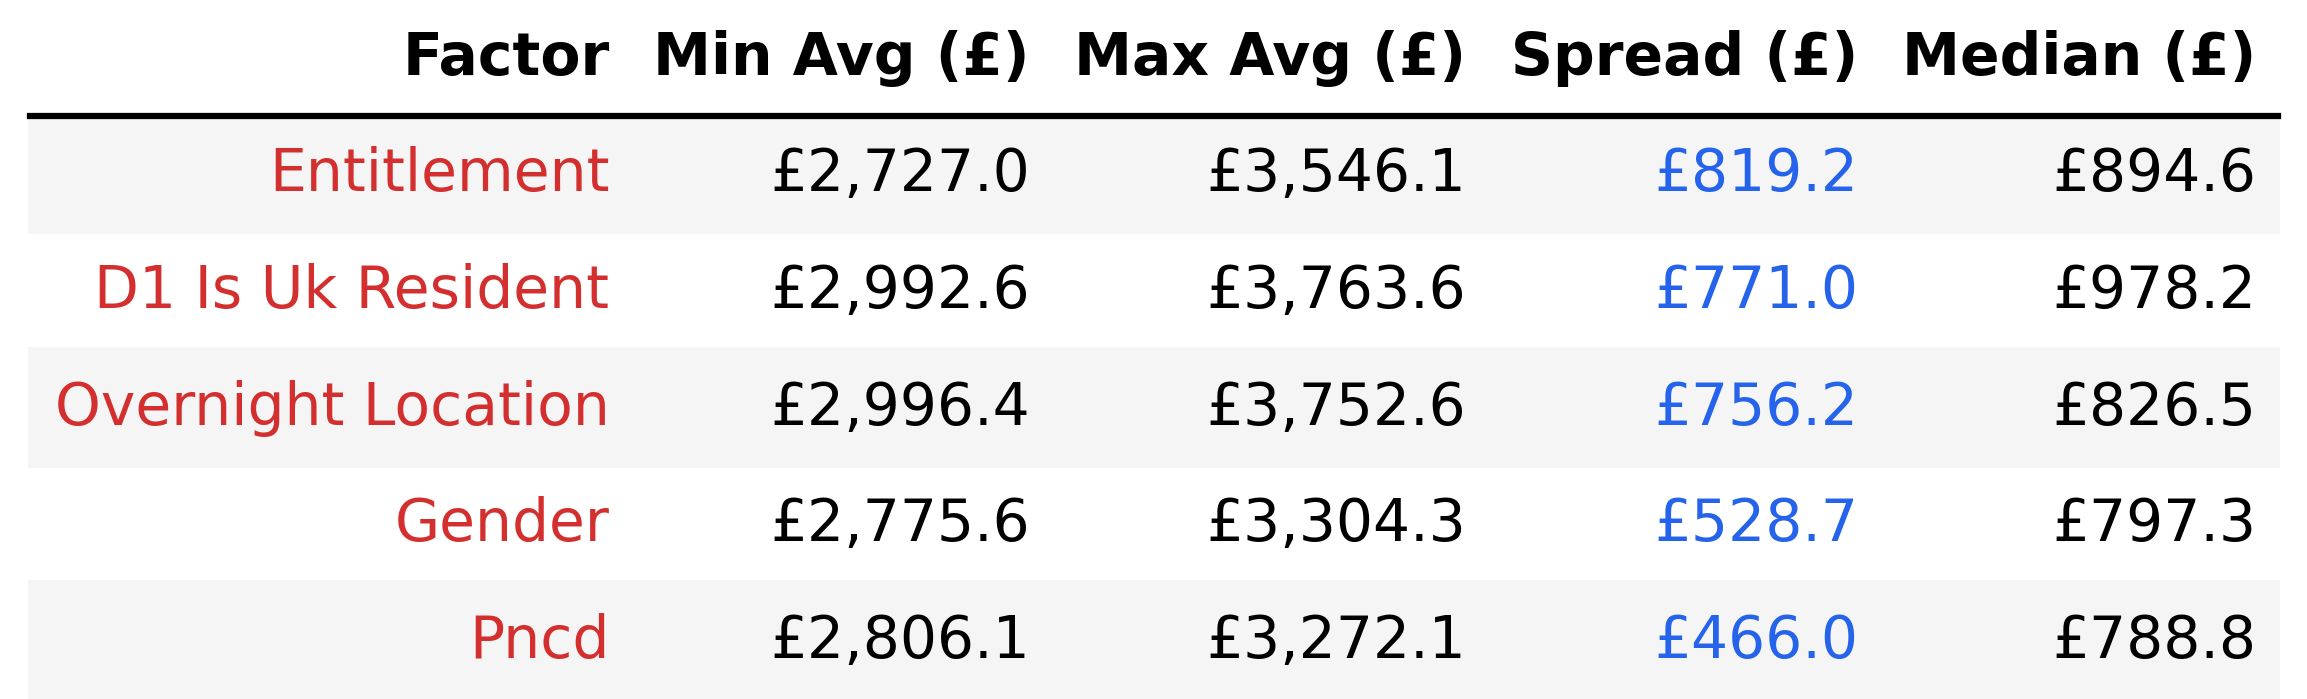 Factor Min Avg (£) Max Avg (£) Spread (£) Median (£)
Entitlement £2,727.0 £3,546.1 £819.2 £894.6
D1 Is Uk Resident £2,992.6 £3,763.6 £771.0 £978.2
Overnight Location £2,996.4 £3,752.6 £756.2 £826.5
Gender £2,775.6 £3,304.3 £528.7 £797.3
Pncd £2,806.1 £3,272.1 £466.0 £788.8